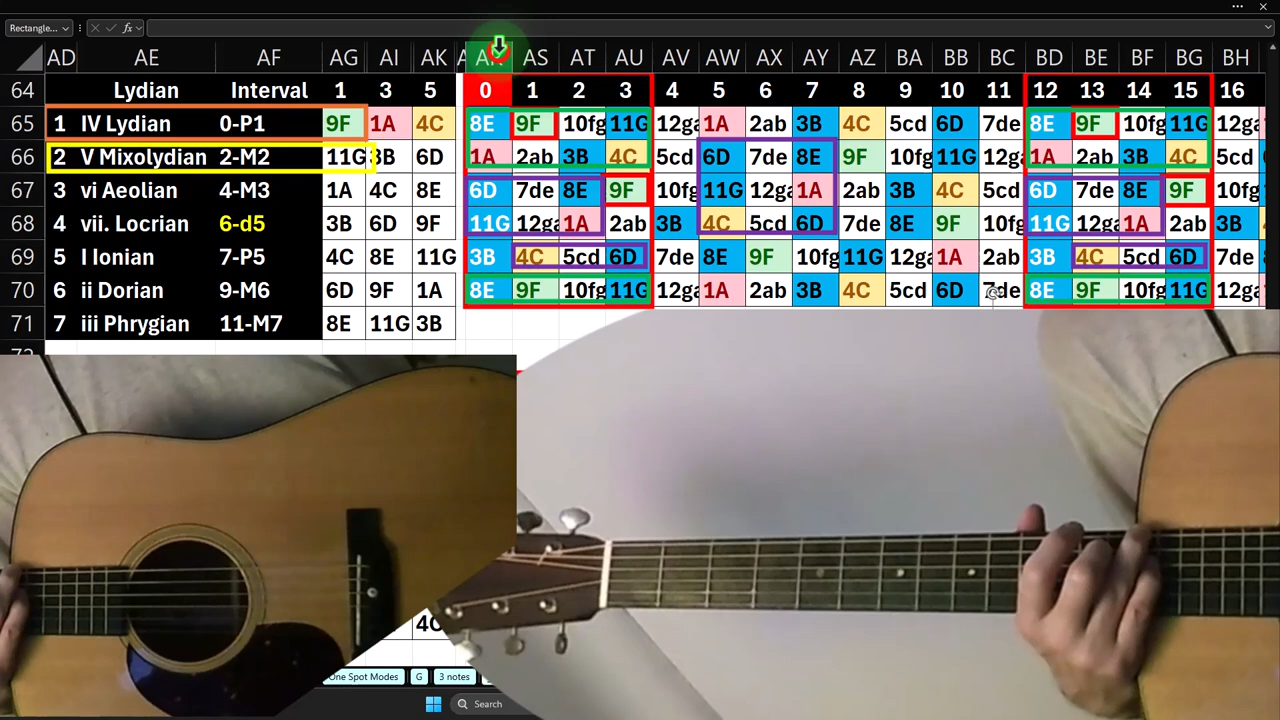 Rectangle... fx
AD AE AF AG AI AK AS AT AU AV AW AX AY AZ BA BB BC BD BE BF BG BH
64 Lydian Interval 1 3 5 0 1 2 3 4 5 6 7 8 9 10 11 12 13 14 15 16
65 1 IV Lydian 0-P1 9F 1A 4C 8E 9F 10fg 11G 12ga 1A 2ab 3B 4C 5cd 6D 7de 8E 9F 10fg 11G 12ga
66 2 V Mixolydian 2-M2 11G 3B 6D 1A 2ab 3B 4C 5cd 6D 7de 8E 9F 10fg 11G 12ga 1A 2ab 3B 4C 5cd
67 3 vi Aeolian 4-M3 1A 4C 8E 6D 7de 8E 9F 10fg 11G 12ga 1A 2ab 3B 4C 5cd 6D 7de 8E 9F 10fg
68 4 vii. Locrian 6-d5 3B 6D 9F 11G 12ga 1A 2ab 3B 4C 5cd 6D 7de 8E 9F 10fg 11G 12ga 1A 2ab 3B
69 5 I Ionian 7-P5 4C 8E 11G 3B 4C 5cd 6D 7de 8E 9F 10fg 11G 12ga 1A 2ab 3B 4C 5cd 6D 7de
70 6 ii Dorian 9-M6 6D 9F 1A 8E 9F 10fg 11G 12ga 1A 2ab 3B 4C 5cd 6D 7de 8E 9F 10fg 11G 12ga
71 7 iii Phrygian 11-M7 8E 11G 3B
4C
One Spot Modes G 3 notes
Search